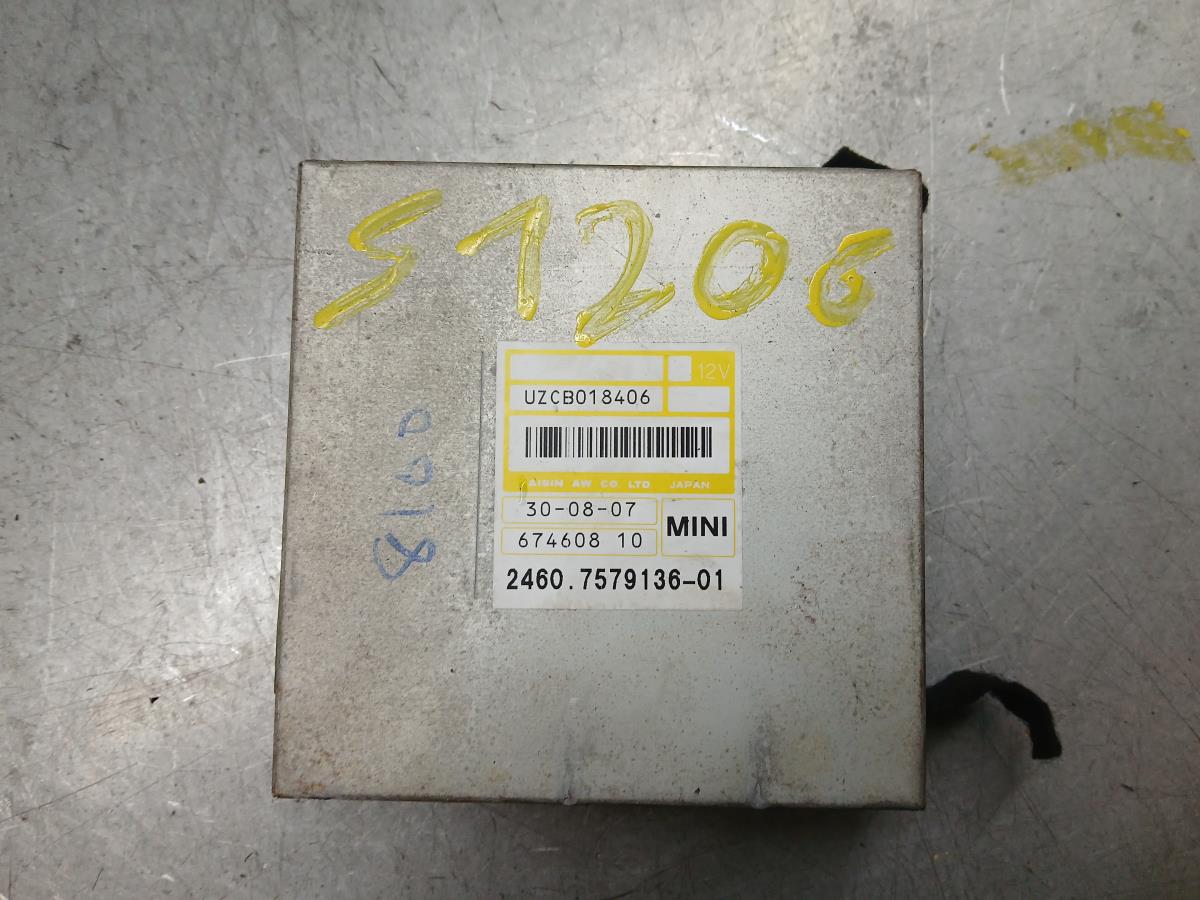 S1206
12V
UZCB018406
AISIN AW CO. LTD. JAPAN
30-08-07
MINI
674608 10
2460.7579136-01
8100